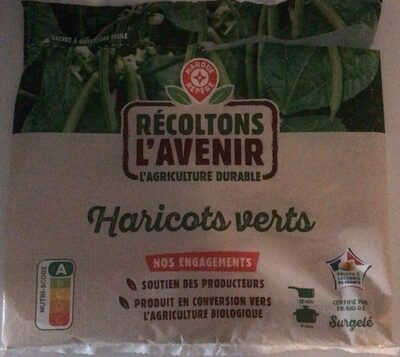 SACHET À OUVERTURE FACILE
MARQUE
REPÈRE
RÉCOLTONS
L'AVENIR
L'AGRICULTURE DURABLE
Haricots verts
NOS ENGAGEMENTS
SOUTIEN DES PRODUCTEURS
PRODUIT EN CONVERSION VERS
L'AGRICULTURE BIOLOGIQUE
NUTRI-SCORE
A
FRUITS &
LÉGUMES
DE FRANCE
CERTIFIÉ PAR
FR-BIO-01
Surgelé